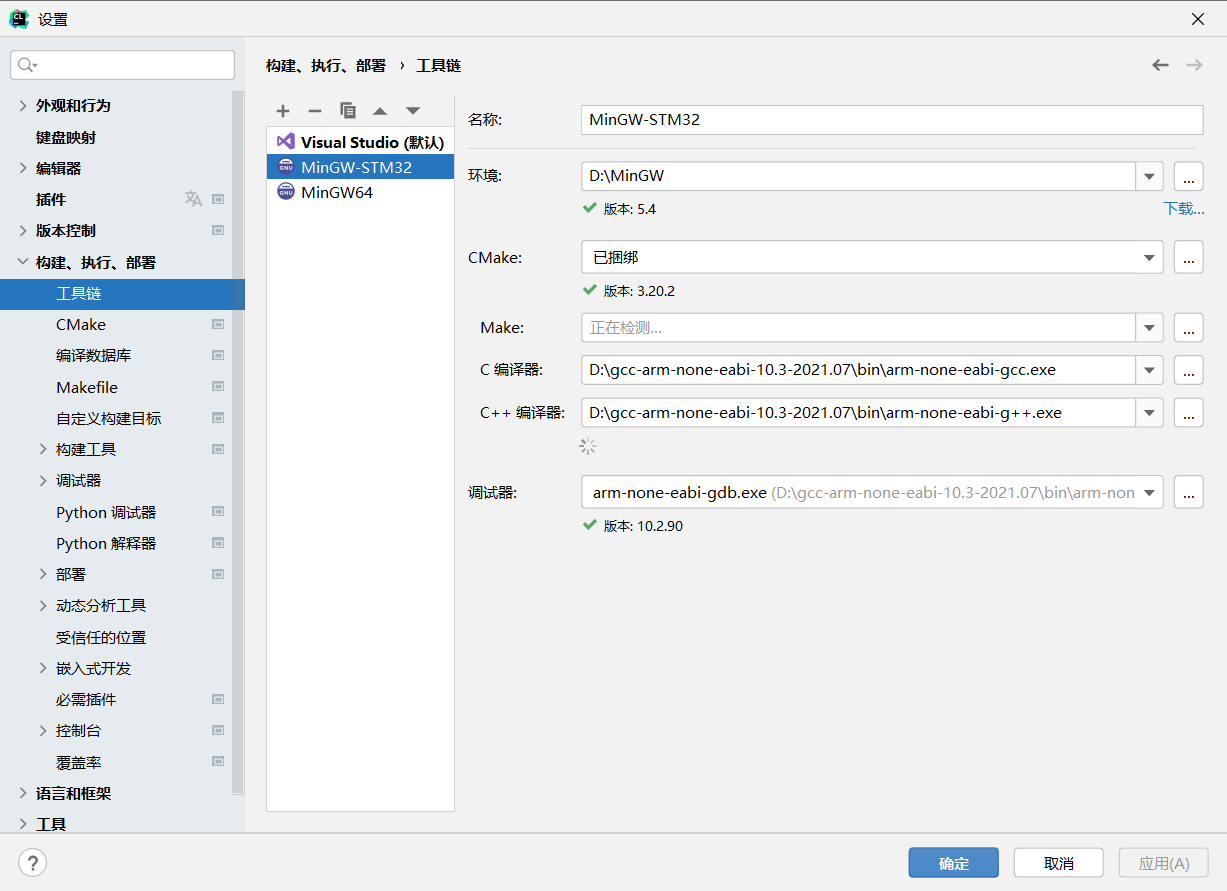 设置
外观和行为
键盘映射
编辑器
插件
版本控制
构建、执行、部署
工具链
CMake
编译数据库
Makefile
自定义构建目标
构建工具
调试器
Python 调试器
Python 解释器
部署
动态分析工具
受信任的位置
嵌入式开发
必需插件
控制台
覆盖率
语言和框架
工具
构建、执行、部署 › 工具链
Visual Studio (默认)
MinGW-STM32
MinGW64
名称: MinGW-STM32
环境: D:\MinGW ...
版本: 5.4 下载...
CMake: 已捆绑 ...
版本: 3.20.2
Make: 正在检测... ...
C 编译器: D:\gcc-arm-none-eabi-10.3-2021.07\bin\arm-none-eabi-gcc.exe ...
C++ 编译器: D:\gcc-arm-none-eabi-10.3-2021.07\bin\arm-none-eabi-g++.exe ...
调试器: arm-none-eabi-gdb.exe (D:\gcc-arm-none-eabi-10.3-2021.07\bin\arm-non ...
版本: 10.2.90
? 确定 取消 应用(A)